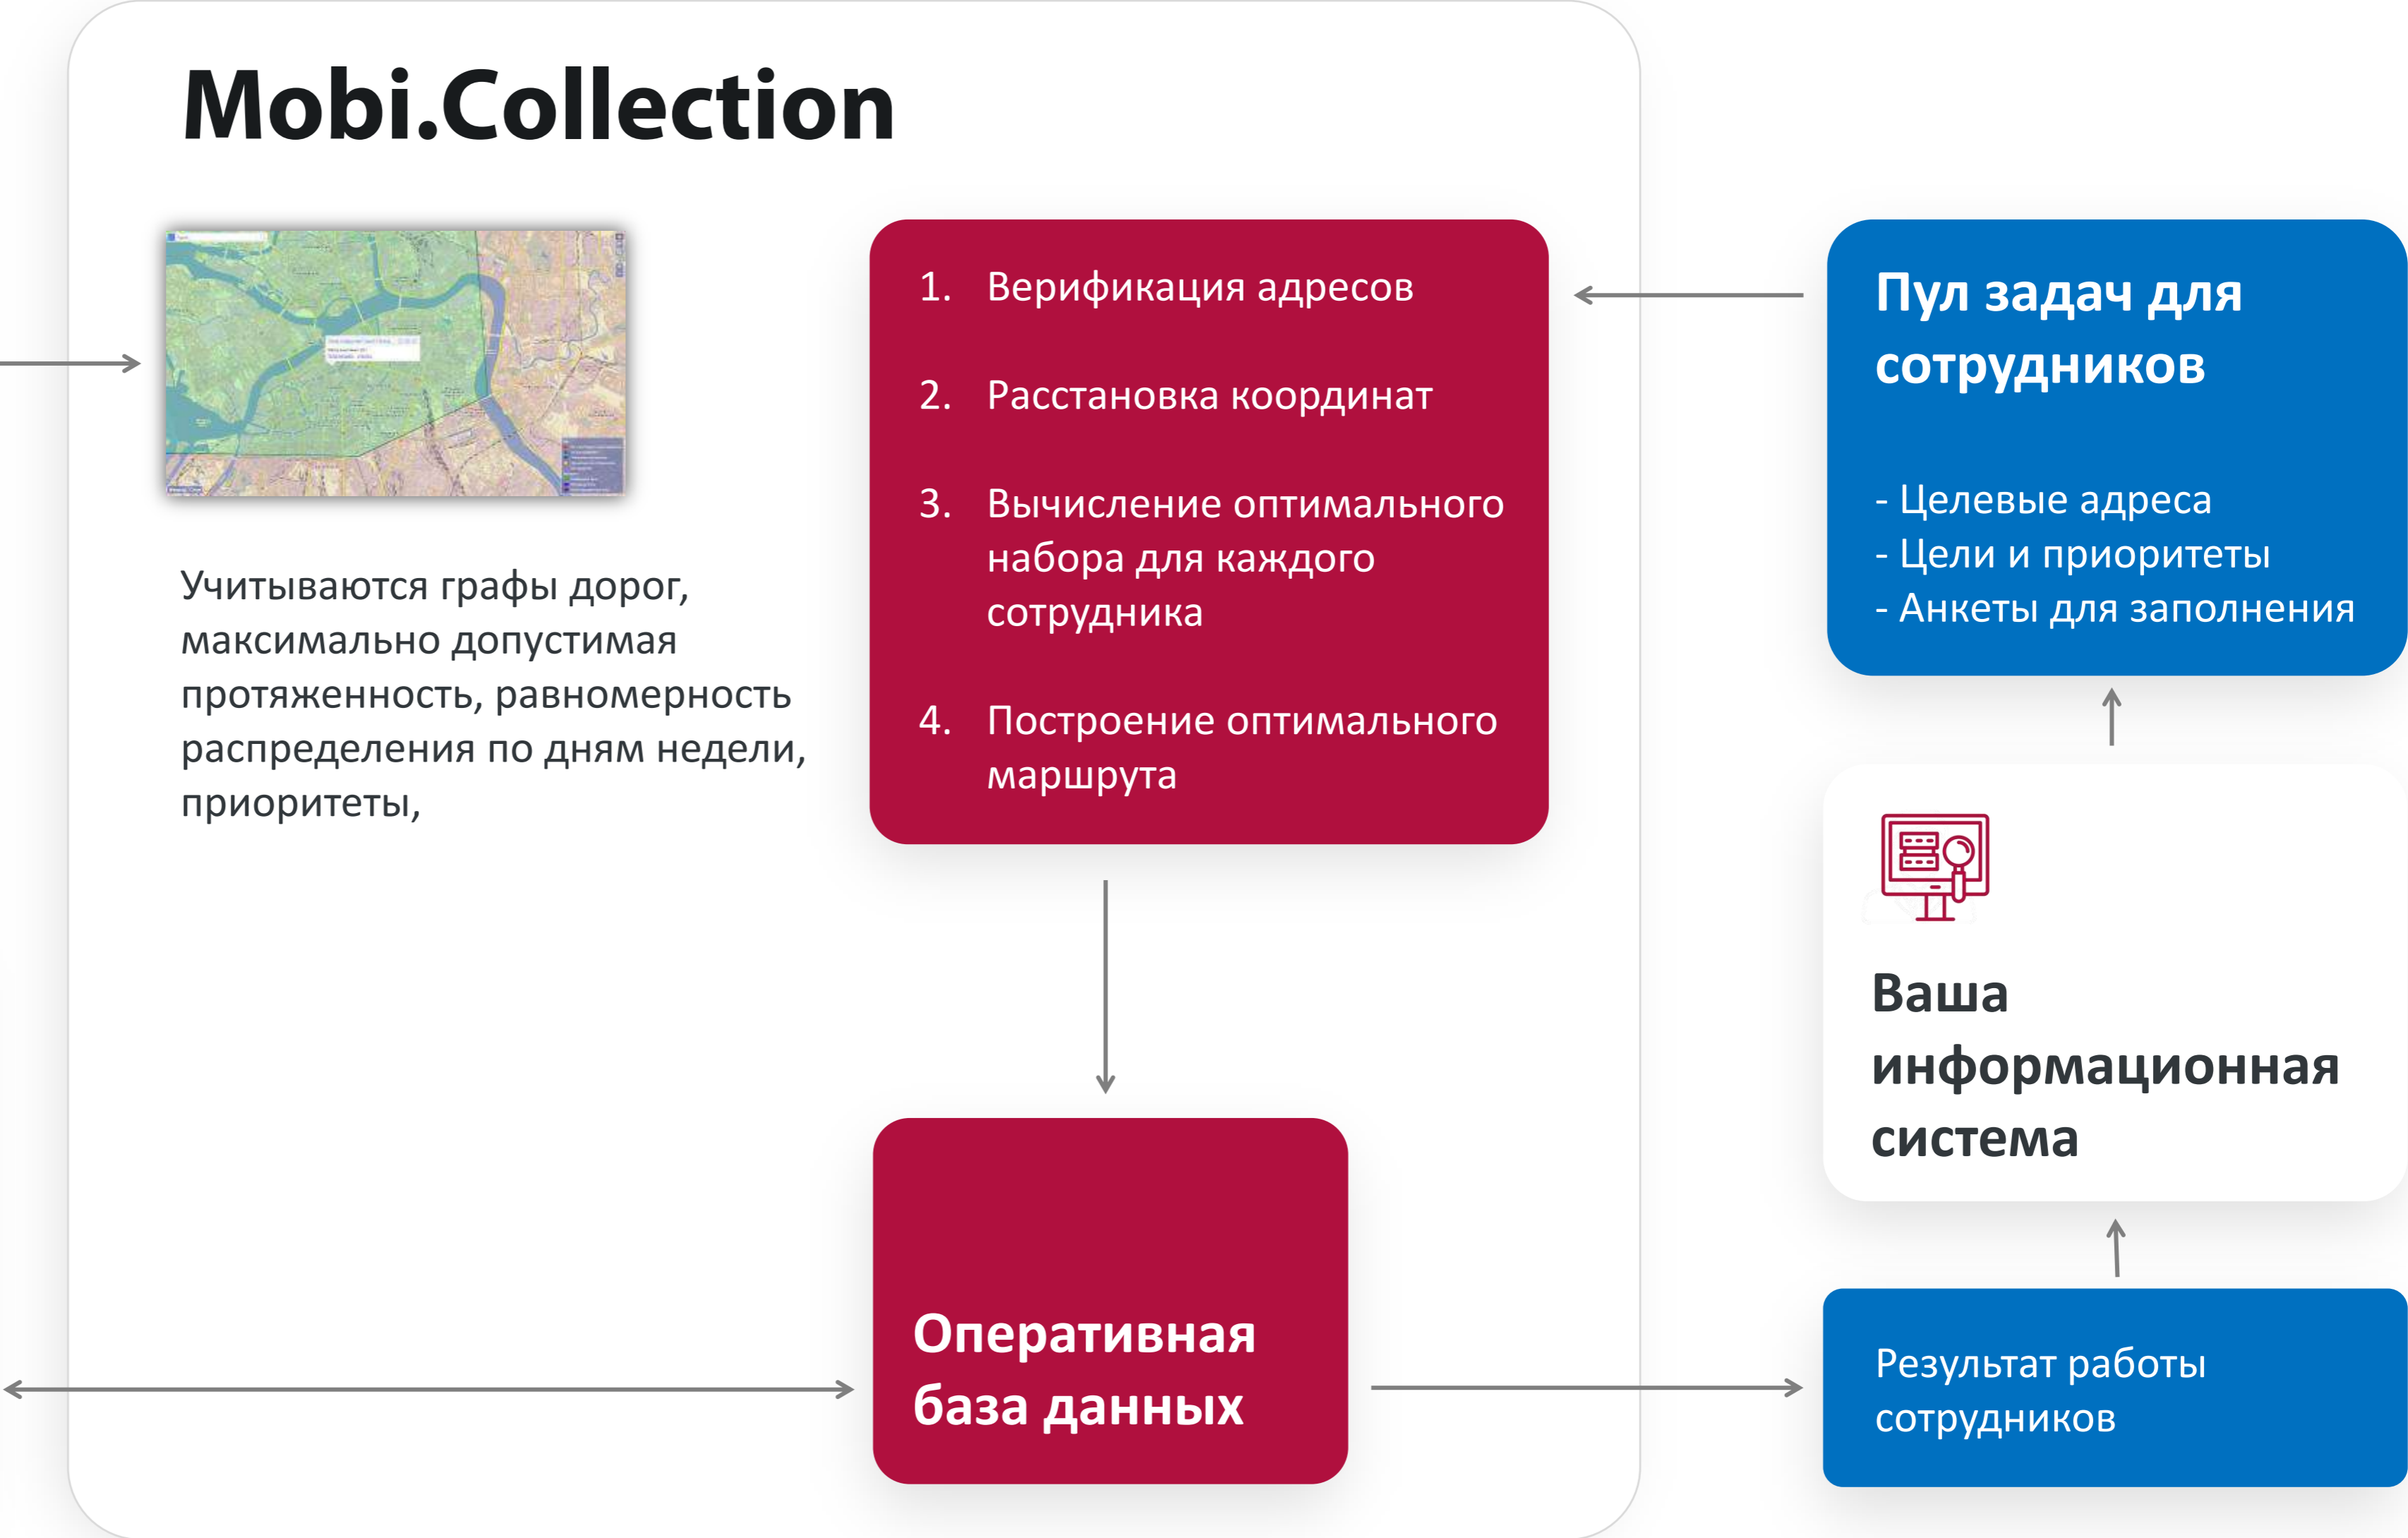 Mobi.Collection
Учитываются графы дорог,
максимально допустимая
протяженность, равномерность
распределения по дням недели,
приоритеты,
1. Верификация адресов
2. Расстановка координат
3. Вычисление оптимального
набора для каждого
сотрудника
4. Построение оптимального
маршрута
Оперативная
база данных
Пул задач для
сотрудников
- Целевые адреса
- Цели и приоритеты
- Анкеты для заполнения
Ваша
информационная
система
Результат работы
сотрудников